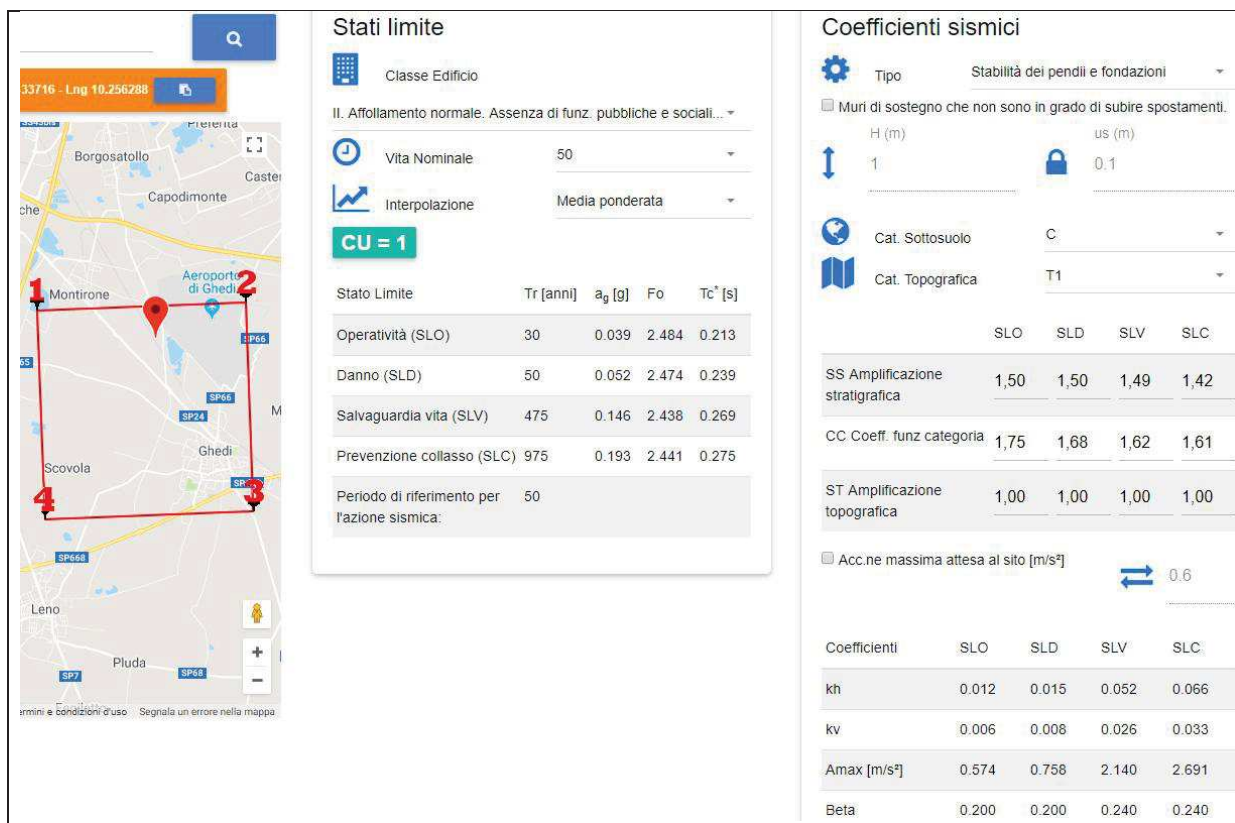 33716 - Lng 10.256288
Borgosatollo
Capodimonte
Montirone
Aeroporto
di Ghedi
1
2
SP66
SP66
SP24
Ghedi
Scovola
4
3
SP668
Leno
Pluda
SP7
SP68
Segnala un errore nella mappa
Stati limite
Classe Edificio
II. Affollamento normale. Assenza di funz. pubbliche e sociali...
Vita Nominale 50
Interpolazione Media ponderata
CU = 1
Stato Limite Tr [anni] ag [g] Fo Tc* [s]
Operatività (SLO) 30 0.039 2.484 0.213
Danno (SLD) 50 0.052 2.474 0.239
Salvaguardia vita (SLV) 475 0.146 2.438 0.269
Prevenzione collasso (SLC) 975 0.193 2.441 0.275
Periodo di riferimento per 50
l'azione sismica:
Coefficienti sismici
Tipo Stabilità dei pendii e fondazioni
Muri di sostegno che non sono in grado di subire spostamenti.
H (m) us (m)
1 0.1
Cat. Sottosuolo C
Cat. Topografica T1
SLO SLD SLV SLC
SS Amplificazione 1,50 1,50 1,49 1,42
stratigrafica
CC Coeff. funz categoria 1,75 1,68 1,62 1,61
ST Amplificazione 1,00 1,00 1,00 1,00
topografica
Acc.ne massima attesa al sito [m/s²]
0.6
Coefficienti SLO SLD SLV SLC
kh 0.012 0.015 0.052 0.066
kv 0.006 0.008 0.026 0.033
Amax [m/s²] 0.574 0.758 2.140 2.691
Beta 0.200 0.200 0.240 0.240